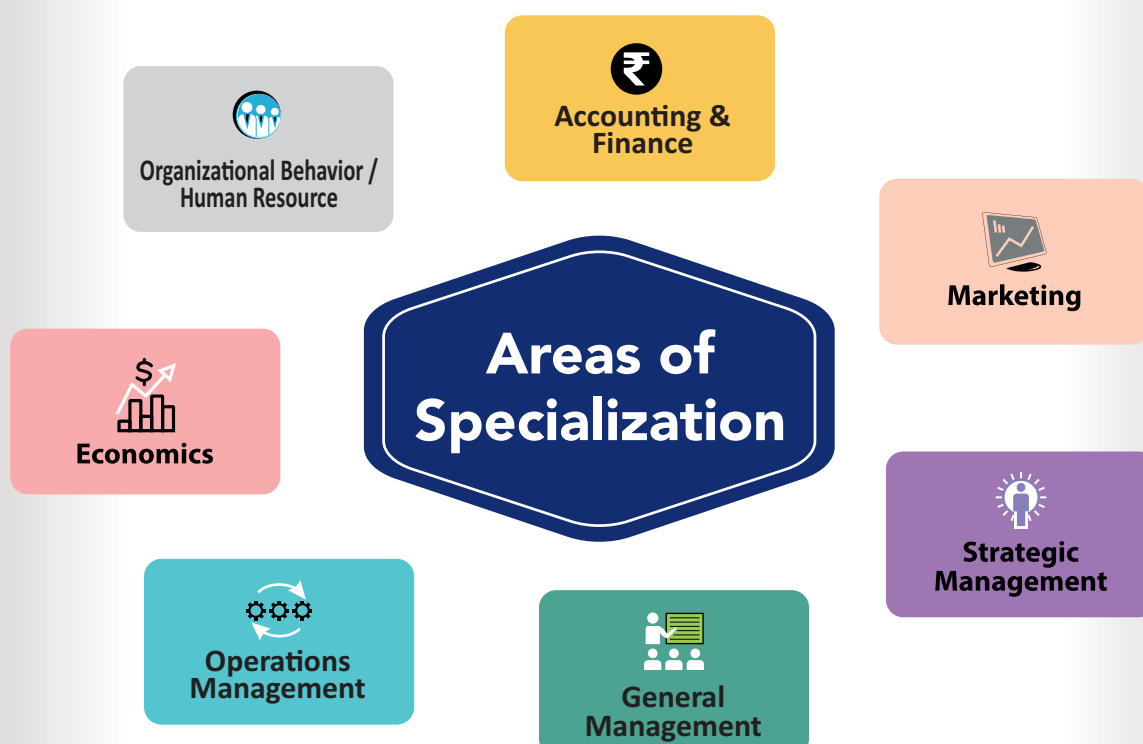 ₹
Accounting &
Finance
Organizational Behavior /
Human Resource
Marketing
Areas of
Specialization
$
Economics
Strategic
Management
Operations
Management
General
Management